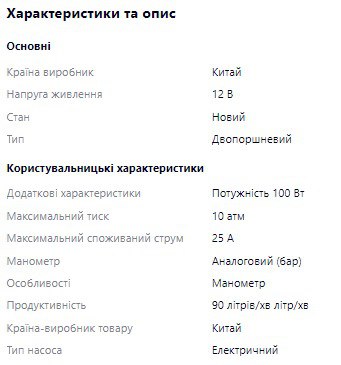 Характеристики та опис
Основні
Країна виробник Китай
Напруга живлення 12 В
Стан Новий
Тип Двопоршневий
Користувальницькі характеристики
Додаткові характеристики Потужність 100 Вт
Максимальний тиск 10 атм
Максимальний споживаний струм 25 А
Манометр Аналоговий (бар)
Особливості Манометр
Продуктивність 90 літрів/хв літр/хв
Країна-виробник товару Китай
Тип насоса Електричний